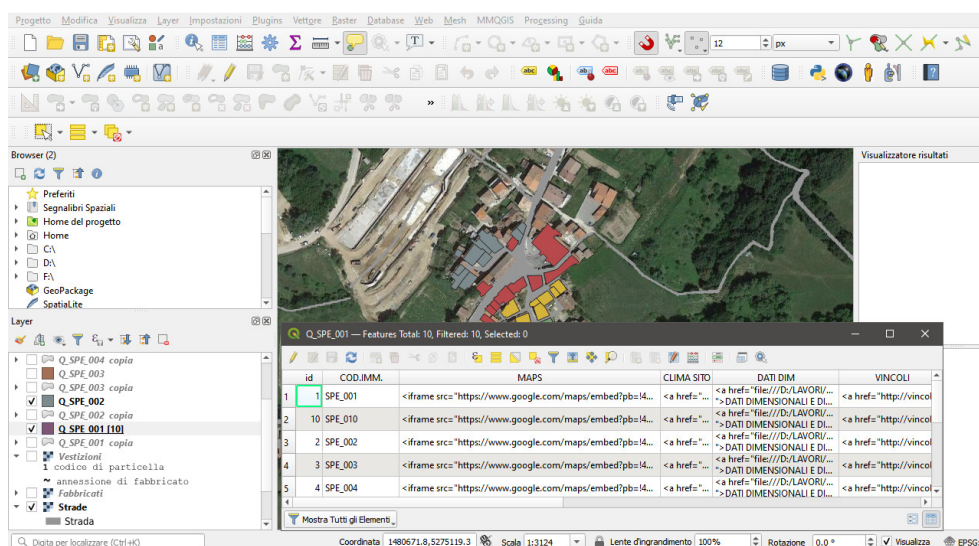 Progetto Modifica Visualizza Layer Impostazioni Plugins Vettore Raster Database Web Mesh MMQGIS Processing Guida
12 px
abc abc abc
Browser (2)
Visualizzatore risultati
Preferiti
Segnalibri Spaziali
Home del progetto
Home
C:\
D:\
F:\
GeoPackage
SpatiaLite
Layer
Q_SPE_004 copia
Q_SPE_003
Q_SPE_003 copia
Q_SPE_002
Q_SPE_002 copia
Q_SPE_001 [10]
Q_SPE_001 copia
Vestizioni
1 codice di particella
~ annessione di fabbricato
Fabbricati
Strade
Strada
Q_SPE_001 — Features Total: 10, Filtered: 10, Selected: 0
id COD.IMM. MAPS CLIMA SITO DATI DIM VINCOLI
1 1 SPE_001 <iframe src="https://www.google.com/maps/embed?pb=!4... <a href="... <a href="file:///D:/LAVORI/... ">DATI DIMENSIONALI E DI... <a href="http://vincol
2 10 SPE_010 <iframe src="https://www.google.com/maps/embed?pb=!4... <a href="... <a href="file:///D:/LAVORI/... ">DATI DIMENSIONALI E DI... <a href="http://vincol
3 2 SPE_002 <iframe src="https://www.google.com/maps/embed?pb=!4... <a href="... <a href="file:///D:/LAVORI/... ">DATI DIMENSIONALI E DI... <a href="http://vincol
4 3 SPE_003 <iframe src="https://www.google.com/maps/embed?pb=!4... <a href="... <a href="file:///D:/LAVORI/... ">DATI DIMENSIONALI E DI... <a href="http://vincol
5 4 SPE_004 <iframe src="https://www.google.com/maps/embed?pb=!4... <a href="... <a href="file:///D:/LAVORI/... ">DATI DIMENSIONALI E DI... <a href="http://vincol
Mostra Tutti gli Elementi
Digita per localizzare (Ctrl+K) Coordinata 1480671.8,5275119.3 Scala 1:3124 Lente d'ingrandimento 100% Rotazione 0.0 ° Visualizza EPSG